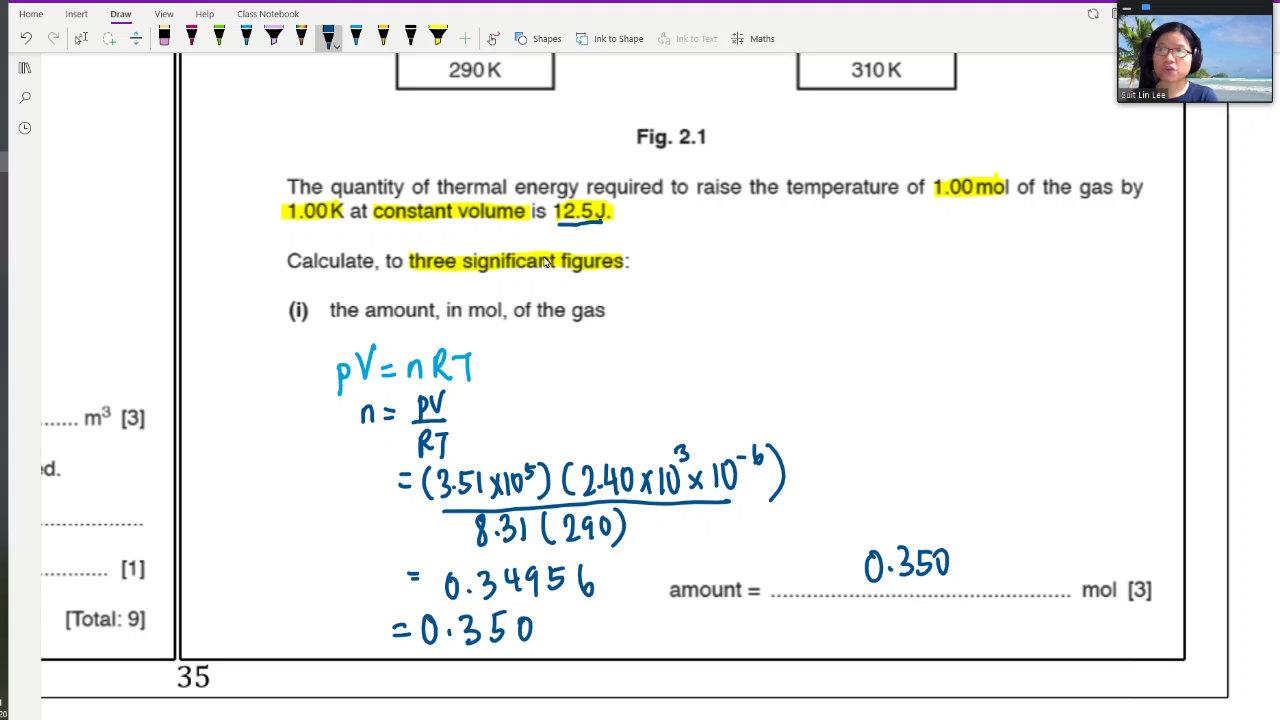 Home Insert Draw View Help Class Notebook
Shapes Ink to Shape Ink to Text Maths
290 K
310 K
Suit Lin Lee
Fig. 2.1
The quantity of thermal energy required to raise the temperature of 1.00 mol of the gas by
1.00 K at constant volume is 12.5 J.
Calculate, to three significant figures:
(i) the amount, in mol, of the gas
pV = nRT
n = pV
RT
= (3.51×10⁵) (2.40×10³×10⁻⁶)
8.31 (290)
= 0.34956
= 0.350
0.350
amount = .................................................. mol [3]
....... m³ [3]
ed.
....................
............ [1]
[Total: 9]
35
20